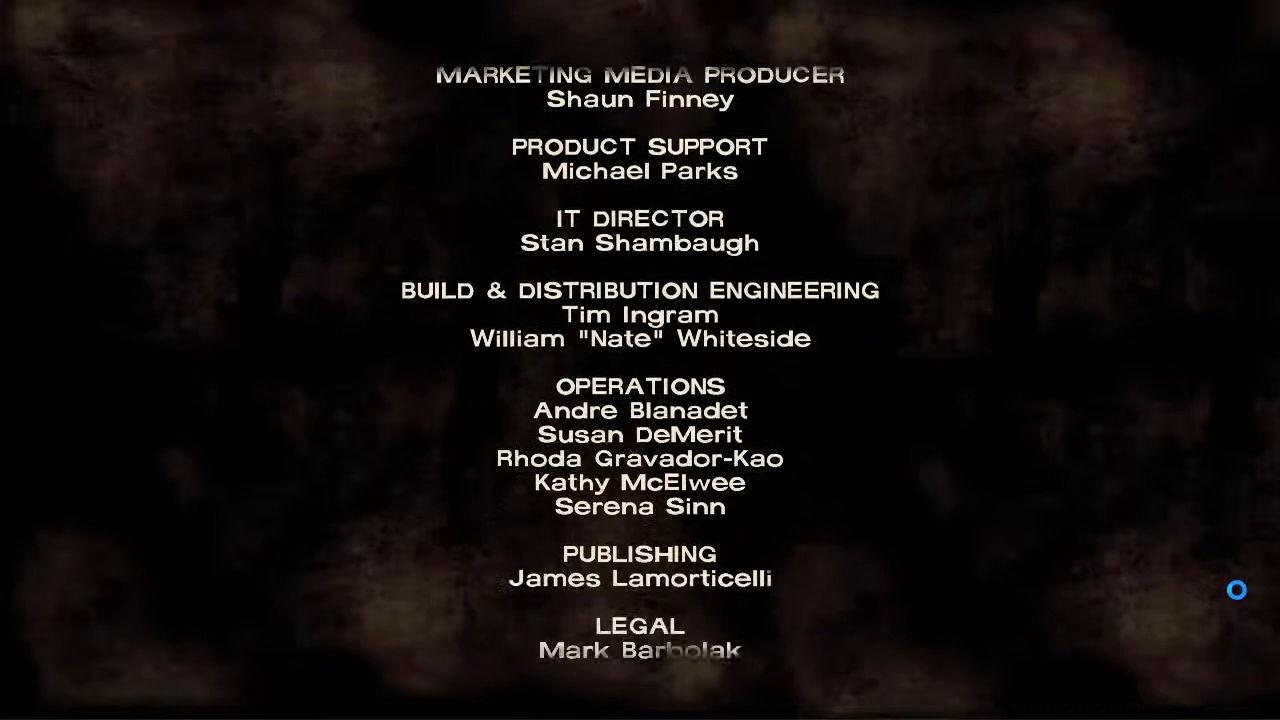 MARKETING MEDIA PRODUCER
Shaun Finney
PRODUCT SUPPORT
Michael Parks
IT DIRECTOR
Stan Shambaugh
BUILD & DISTRIBUTION ENGINEERING
Tim Ingram
William "Nate" Whiteside
OPERATIONS
Andre Blanadet
Susan DeMerit
Rhoda Gravador-Kao
Kathy McElwee
Serena Sinn
PUBLISHING
James Lamorticelli
LEGAL
Mark Barbolak